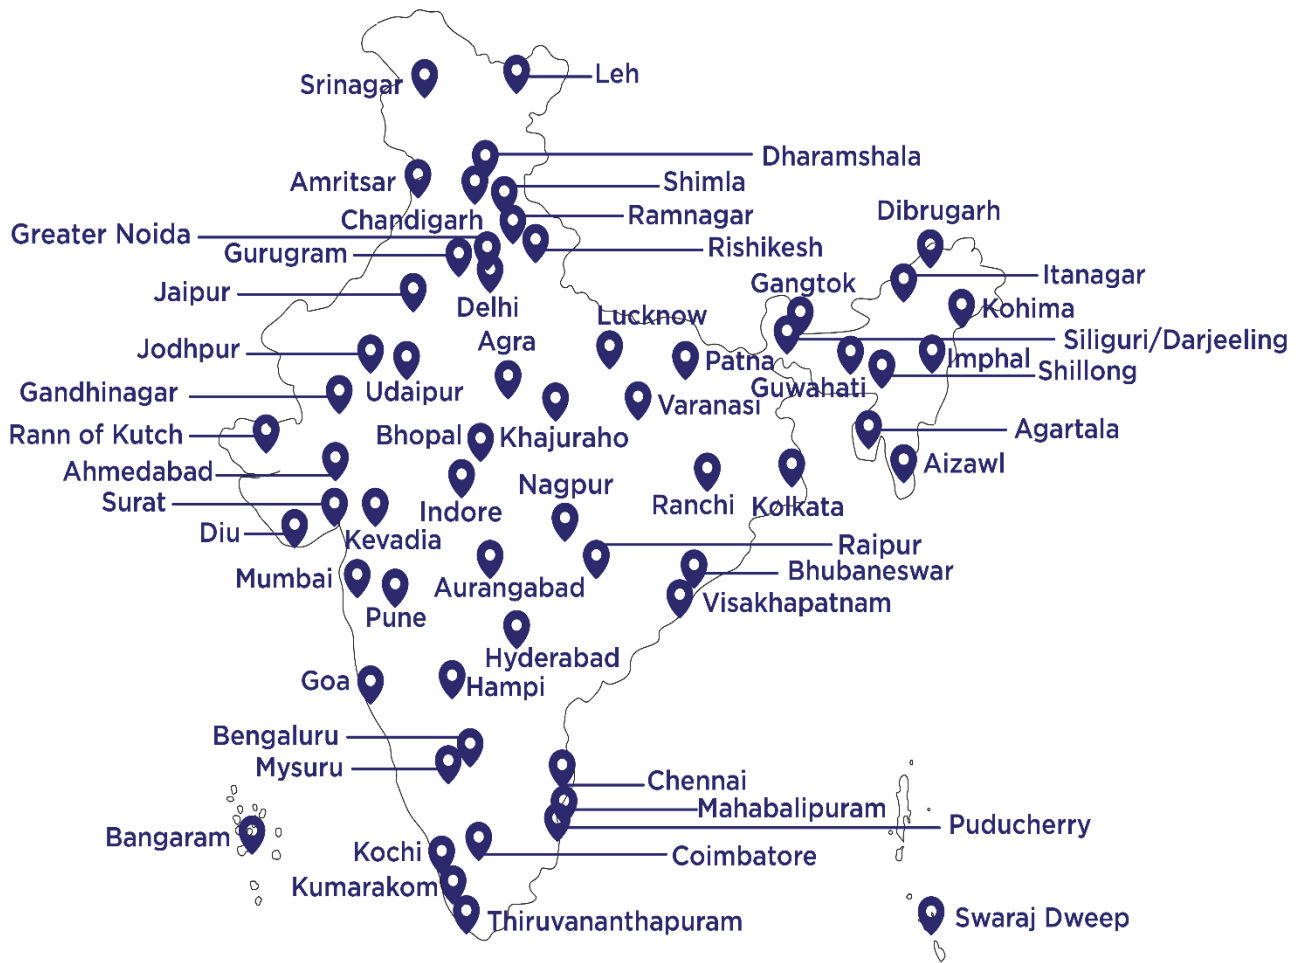 Leh
Srinagar
Dharamshala
Amritsar
Shimla
Dibrugarh
Ramnagar
Chandigarh
Greater Noida
Rishikesh
Gurugram
Itanagar
Gangtok
Jaipur
Delhi
Kohima
Lucknow
Siliguri/Darjeeling
Agra
Jodhpur
Imphal
Patna
Shillong
Guwahati
Gandhinagar
Udaipur
Varanasi
Agartala
Rann of Kutch
Bhopal
Khajuraho
Aizawl
Ahmedabad
Nagpur
Surat
Ranchi
Kolkata
Indore
Diu
Kevadia
Raipur
Bhubaneswar
Mumbai
Aurangabad
Visakhapatnam
Pune
Hyderabad
Goa
Hampi
Bengaluru
Mysuru
Chennai
Mahabalipuram
Puducherry
Bangaram
Kochi
Coimbatore
Kumarakom
Swaraj Dweep
Thiruvananthapuram